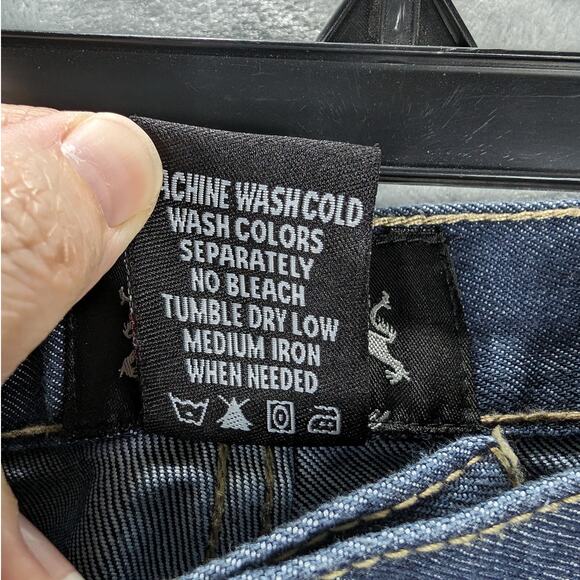 ACHINE WASH COLD
WASH COLORS
SEPARATELY
NO BLEACH
TUMBLE DRY LOW
MEDIUM IRON
WHEN NEEDED